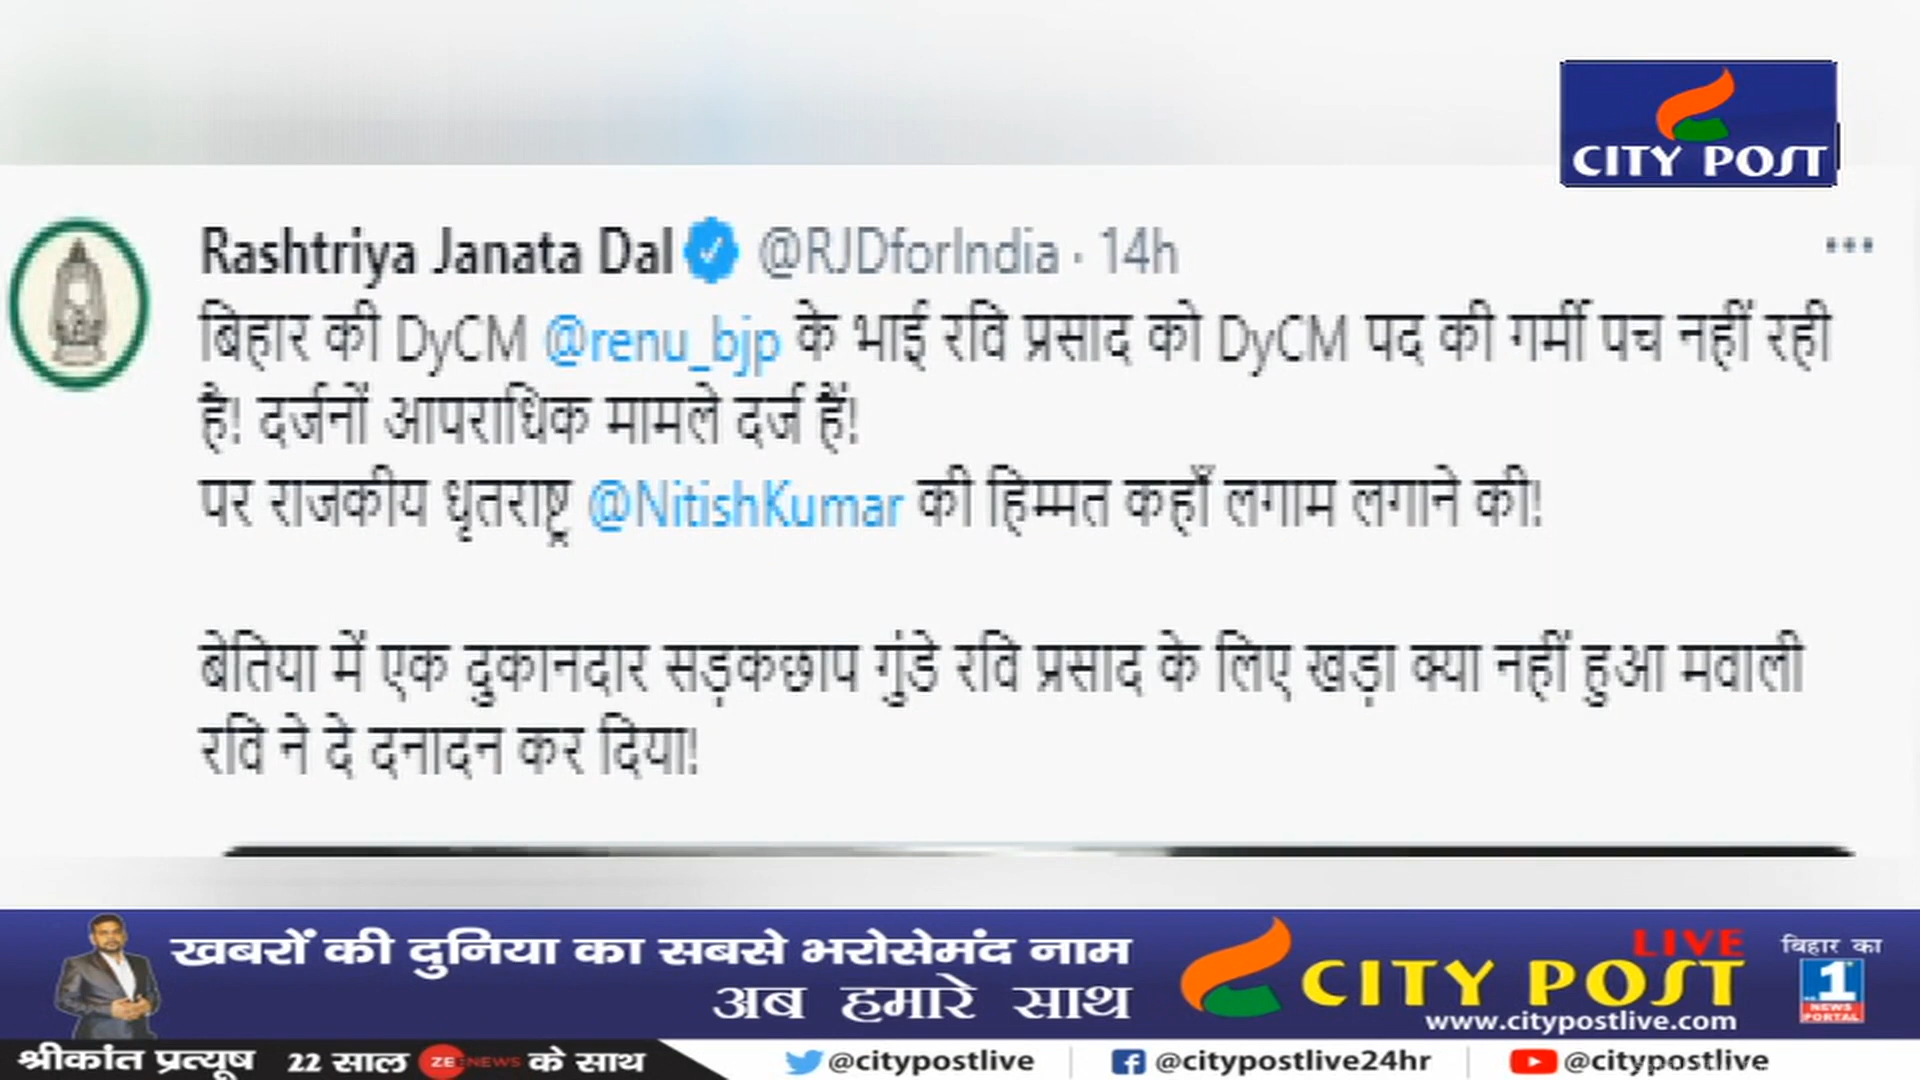 CITY POST
Rashtriya Janata Dal @RJDforIndia · 14h
बिहार की DyCM @renu_bjp के भाई रवि प्रसाद को DyCM पद की गर्मी पच नहीं रही
है! दर्जनों आपराधिक मामले दर्ज हैं!
पर राजकीय धृतराष्ट्र @NitishKumar की हिम्मत कहाँ लगाम लगाने की!
बेतिया में एक दुकानदार सड़कछाप गुंडे रवि प्रसाद के लिए खड़ा क्या नहीं हुआ मवाली
रवि ने दे दनादन कर दिया!
खबरों की दुनिया का सबसे भरोसेमंद नाम
अब हमारे साथ
LIVE
CITY POST
www.citypostlive.com
बिहार का
No. 1
NEWS
PORTAL
श्रीकांत प्रत्यूष 22 साल ZEE NEWS के साथ
@citypostlive @citypostlive24hr @citypostlive